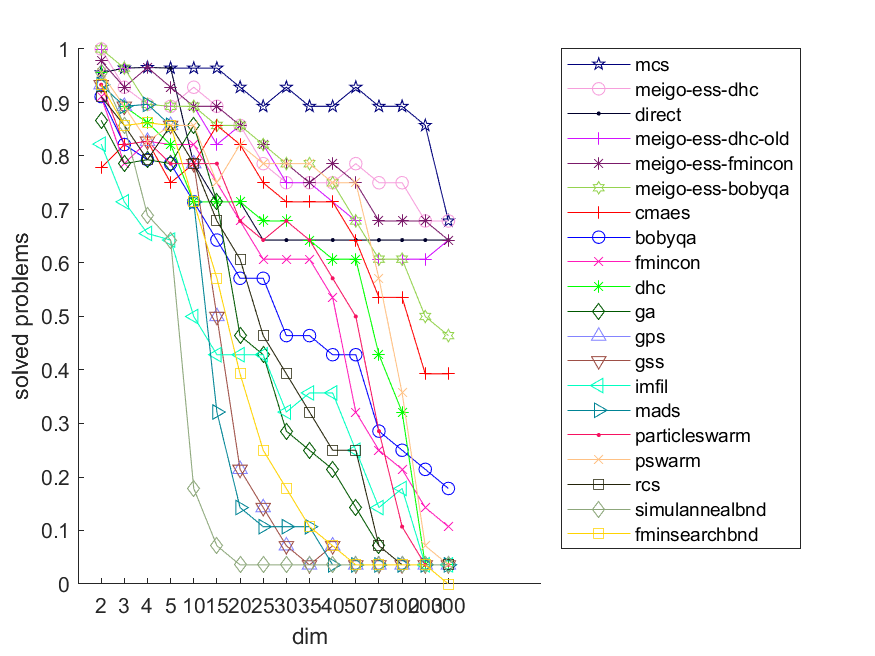 1
0.9
0.8
0.7
0.6
0.5
0.4
0.3
0.2
0.1
0
solved problems
2 3 4 5 10 15 20 25 30 35 40 50 75 100 200 300
dim
mcs
meigo-ess-dhc
direct
meigo-ess-dhc-old
meigo-ess-fmincon
meigo-ess-bobyqa
cmaes
bobyqa
fmincon
dhc
ga
gps
gss
imfil
mads
particleswarm
pswarm
rcs
simulannealbnd
fminsearchbnd